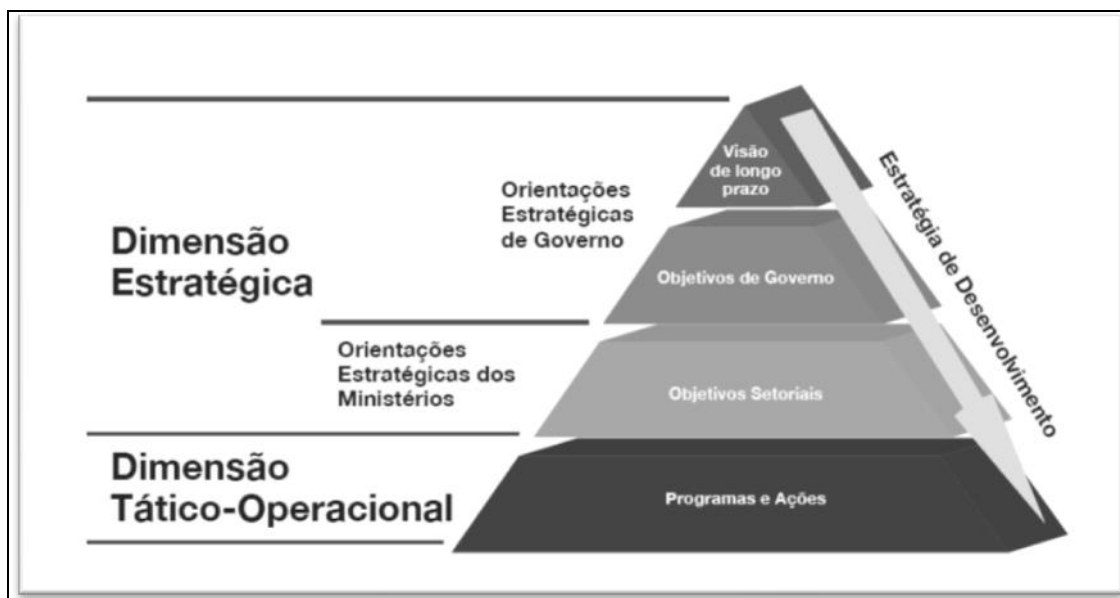 Visão
de longo
prazo
Orientações
Estratégicas
de Governo
Dimensão
Estratégica
Objetivos de Governo
Estratégia de Desenvolvimento
Orientações
Estratégicas dos
Ministérios
Objetivos Setoriais
Dimensão
Tático-Operacional
Programas e Ações